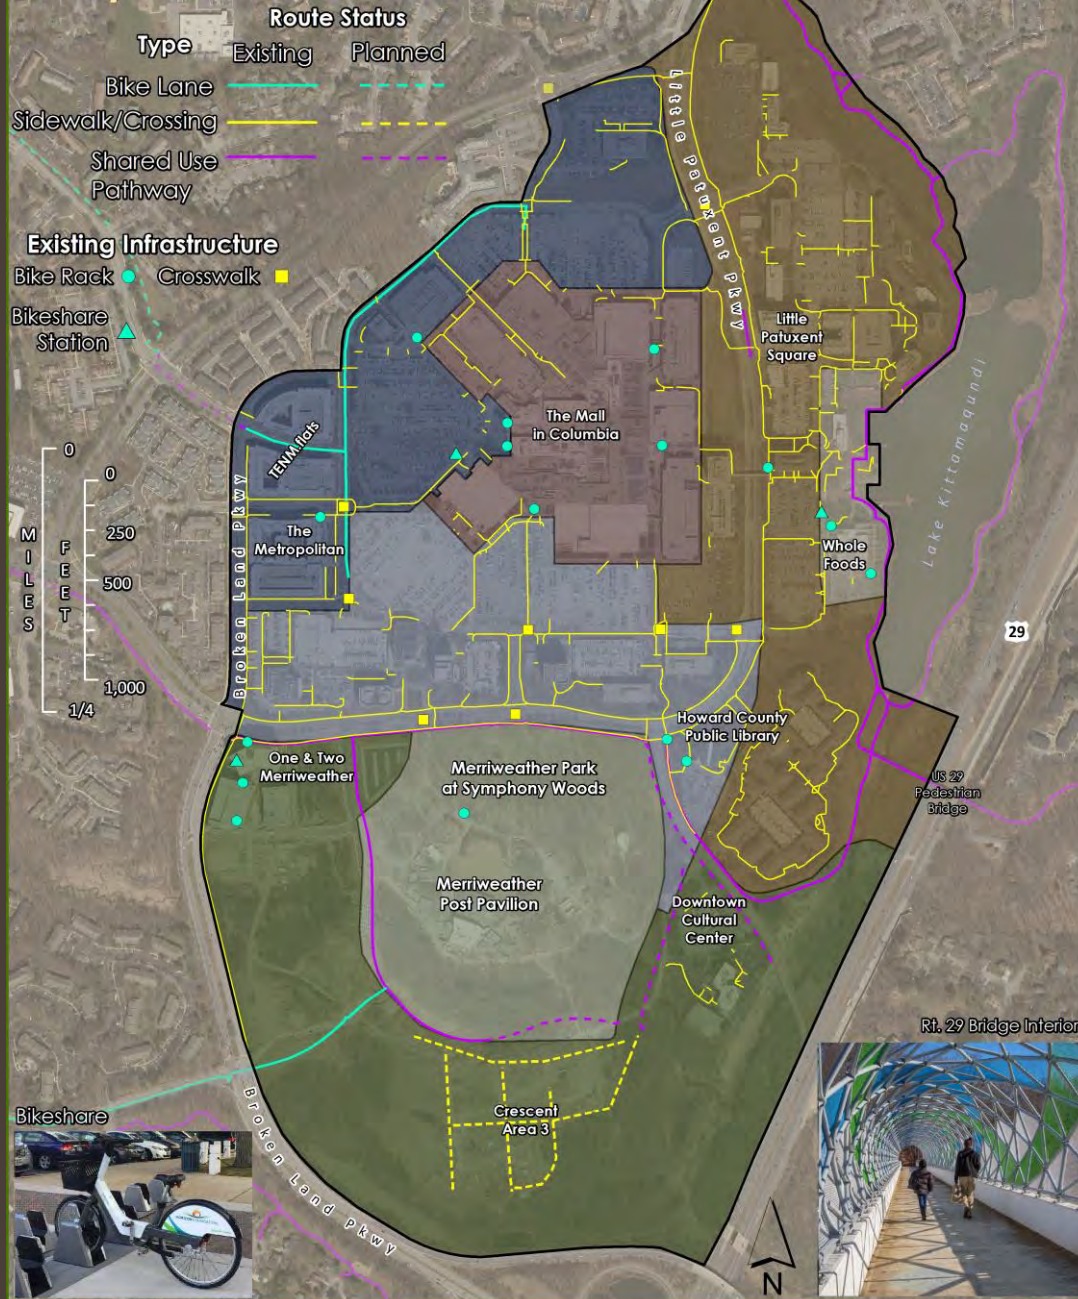 Route Status
Type
Existing
Planned
Bike Lane
Sidewalk/Crossing
Shared Use
Pathway
Existing Infrastructure
Bike Rack
Crosswalk
Bikeshare
Station
Little Patuxent Pkwy
Little
Patuxent
Square
The Mall
in Columbia
TENM.flats
Lake Kittamaqundi
0
0
250
500
1,000
1/4
MILES
FEET
Broken Land Pkwy
The
Metropolitan
Whole
Foods
29
Howard County
Public Library
One & Two
Merriweather
Merriweather Park
at Symphony Woods
US 29
Pedestrian
Bridge
Merriweather
Post Pavilion
Downtown
Cultural
Center
Rt. 29 Bridge Interior
Crescent
Area 3
Bikeshare
Broken Land Pkwy
N